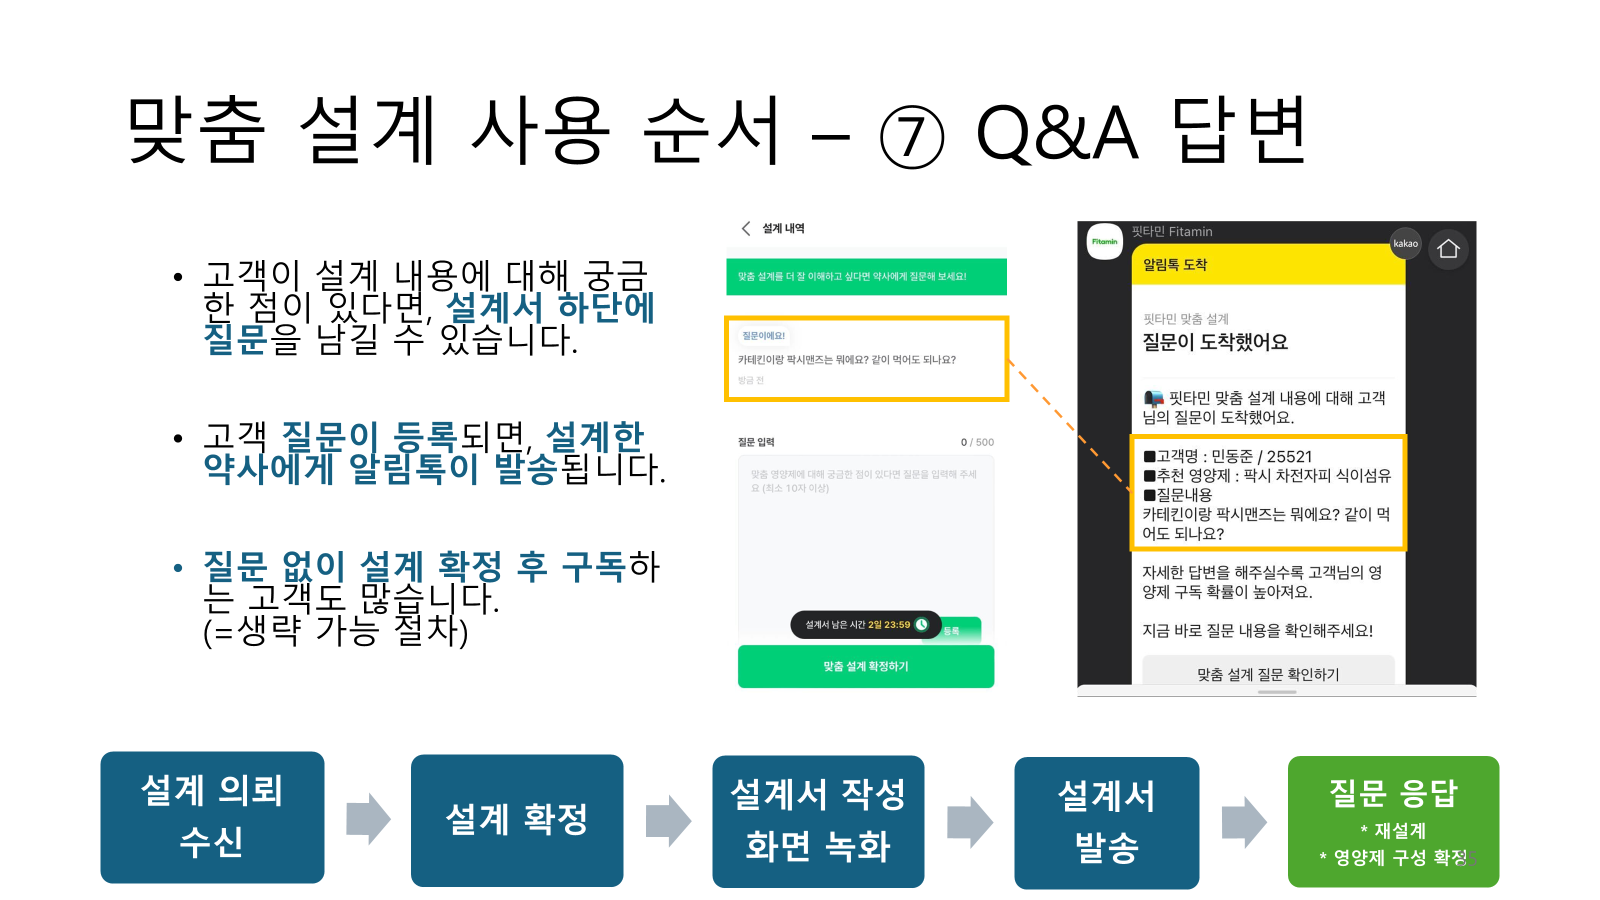 맞춤 설계 사용 순서 – ⑦ Q&A 답변
• 고객이 설계 내용에 대해 궁금
한 점이 있다면, 설계서 하단에
질문을 남길 수 있습니다.
• 고객 질문이 등록되면, 설계한
약사에게 알림톡이 발송됩니다.
• 질문 없이 설계 확정 후 구독하
는 고객도 많습니다.
(=생략 가능 절차)
설계 내역
맞춤 설계를 더 잘 이해하고 싶다면 약사에게 질문해 보세요!
질문이에요!
카테킨이랑 팍시맨즈는 뭐에요? 같이 먹어도 되나요?
방금 전
질문 입력
0 / 500
맞춤 영양제에 대해 궁금한 점이 있다면 질문을 입력해 주세
요 (최소 10자 이상)
설계서 남은 시간 2일 23:59
등록
맞춤 설계 확정하기
Fitamin
핏타민 Fitamin
kakao
알림톡 도착
핏타민 맞춤 설계
질문이 도착했어요
핏타민 맞춤 설계 내용에 대해 고객
님의 질문이 도착했어요.
■고객명 : 민동준 / 25521
■추천 영양제 : 팍시 차전자피 식이섬유
■질문내용
카테킨이랑 팍시맨즈는 뭐에요? 같이 먹
어도 되나요?
자세한 답변을 해주실수록 고객님의 영
양제 구독 확률이 높아져요.
지금 바로 질문 내용을 확인해주세요!
맞춤 설계 질문 확인하기
설계 의뢰
수신
설계 확정
설계서 작성
화면 녹화
설계서
발송
질문 응답
* 재설계
* 영양제 구성 확정
35